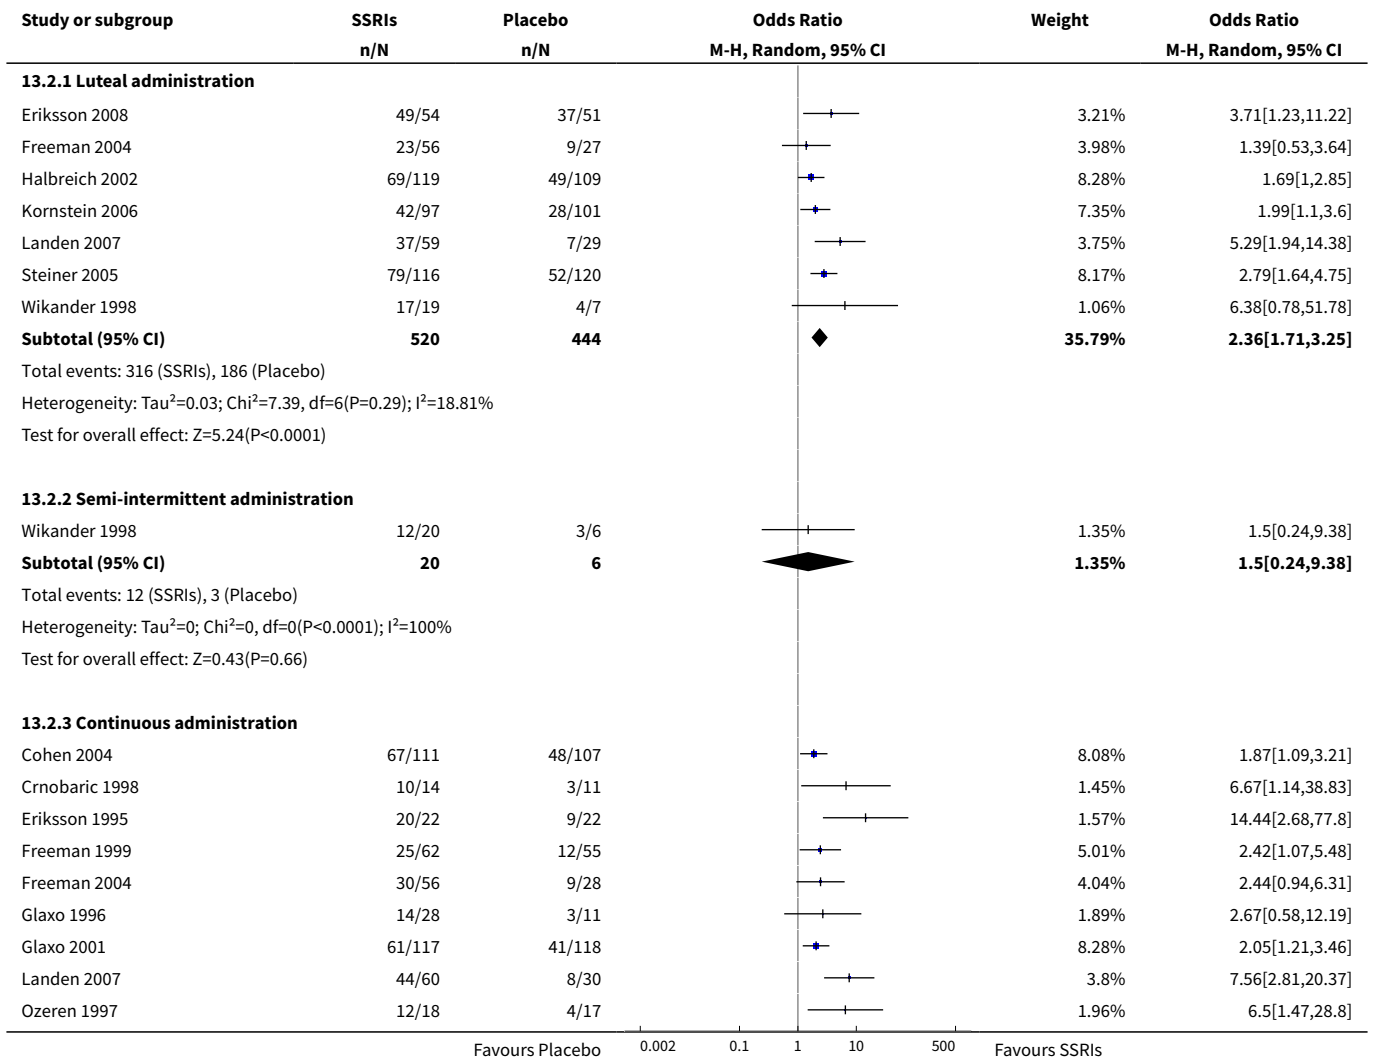 Study or subgroup SSRIs Placebo Odds Ratio Weight Odds Ratio
n/N n/N M-H, Random, 95% CI M-H, Random, 95% CI
13.2.1 Luteal administration
Eriksson 2008 49/54 37/51 3.21% 3.71[1.23,11.22]
Freeman 2004 23/56 9/27 3.98% 1.39[0.53,3.64]
Halbreich 2002 69/119 49/109 8.28% 1.69[1,2.85]
Kornstein 2006 42/97 28/101 7.35% 1.99[1.1,3.6]
Landen 2007 37/59 7/29 3.75% 5.29[1.94,14.38]
Steiner 2005 79/116 52/120 8.17% 2.79[1.64,4.75]
Wikander 1998 17/19 4/7 1.06% 6.38[0.78,51.78]
Subtotal (95% CI) 520 444 35.79% 2.36[1.71,3.25]
Total events: 316 (SSRIs), 186 (Placebo)
Heterogeneity: Tau²=0.03; Chi²=7.39, df=6(P=0.29); I²=18.81%
Test for overall effect: Z=5.24(P<0.0001)
13.2.2 Semi-intermittent administration
Wikander 1998 12/20 3/6 1.35% 1.5[0.24,9.38]
Subtotal (95% CI) 20 6 1.35% 1.5[0.24,9.38]
Total events: 12 (SSRIs), 3 (Placebo)
Heterogeneity: Tau²=0; Chi²=0, df=0(P<0.0001); I²=100%
Test for overall effect: Z=0.43(P=0.66)
13.2.3 Continuous administration
Cohen 2004 67/111 48/107 8.08% 1.87[1.09,3.21]
Crnobaric 1998 10/14 3/11 1.45% 6.67[1.14,38.83]
Eriksson 1995 20/22 9/22 1.57% 14.44[2.68,77.8]
Freeman 1999 25/62 12/55 5.01% 2.42[1.07,5.48]
Freeman 2004 30/56 9/28 4.04% 2.44[0.94,6.31]
Glaxo 1996 14/28 3/11 1.89% 2.67[0.58,12.19]
Glaxo 2001 61/117 41/118 8.28% 2.05[1.21,3.46]
Landen 2007 44/60 8/30 3.8% 7.56[2.81,20.37]
Ozeren 1997 12/18 4/17 1.96% 6.5[1.47,28.8]
Favours Placebo 0.002 0.1 1 10 500 Favours SSRIs